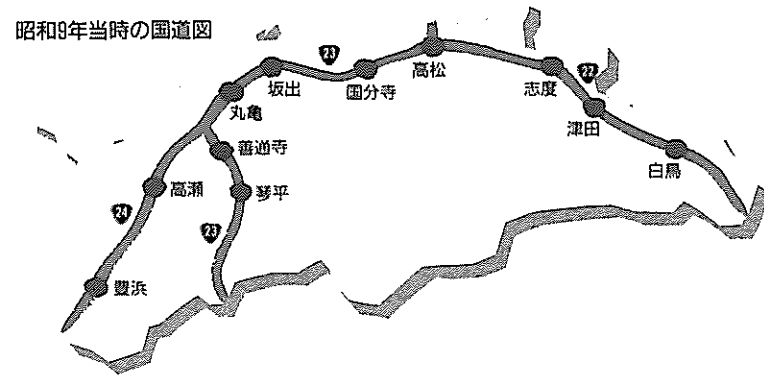 昭和9年当時の国道図
23
高松
坂出
国分寺
志度
22
丸亀
津田
善通寺
白鳥
高瀬
琴平
24
23
豊浜